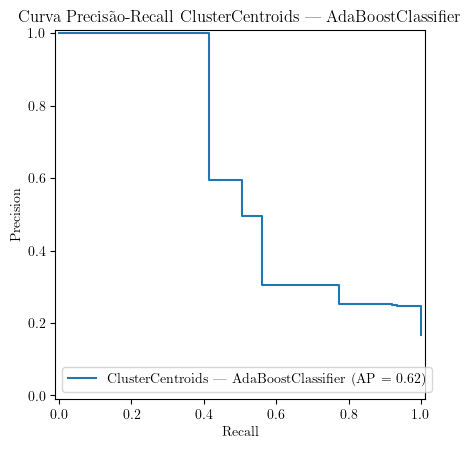 Curva Precisão-Recall ClusterCentroids — AdaBoostClassifier
1.0
0.8
0.6
0.4
0.2
0.0
Precision
ClusterCentroids — AdaBoostClassifier (AP = 0.62)
0.0 0.2 0.4 0.6 0.8 1.0
Recall